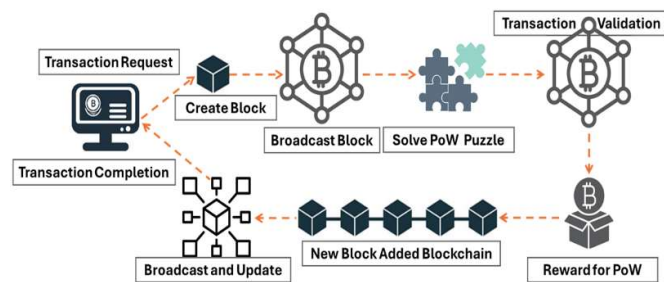 Transaction Request
Create Block
Broadcast Block
Solve PoW Puzzle
Transaction Validation
Reward for PoW
New Block Added Blockchain
Broadcast and Update
Transaction Completion